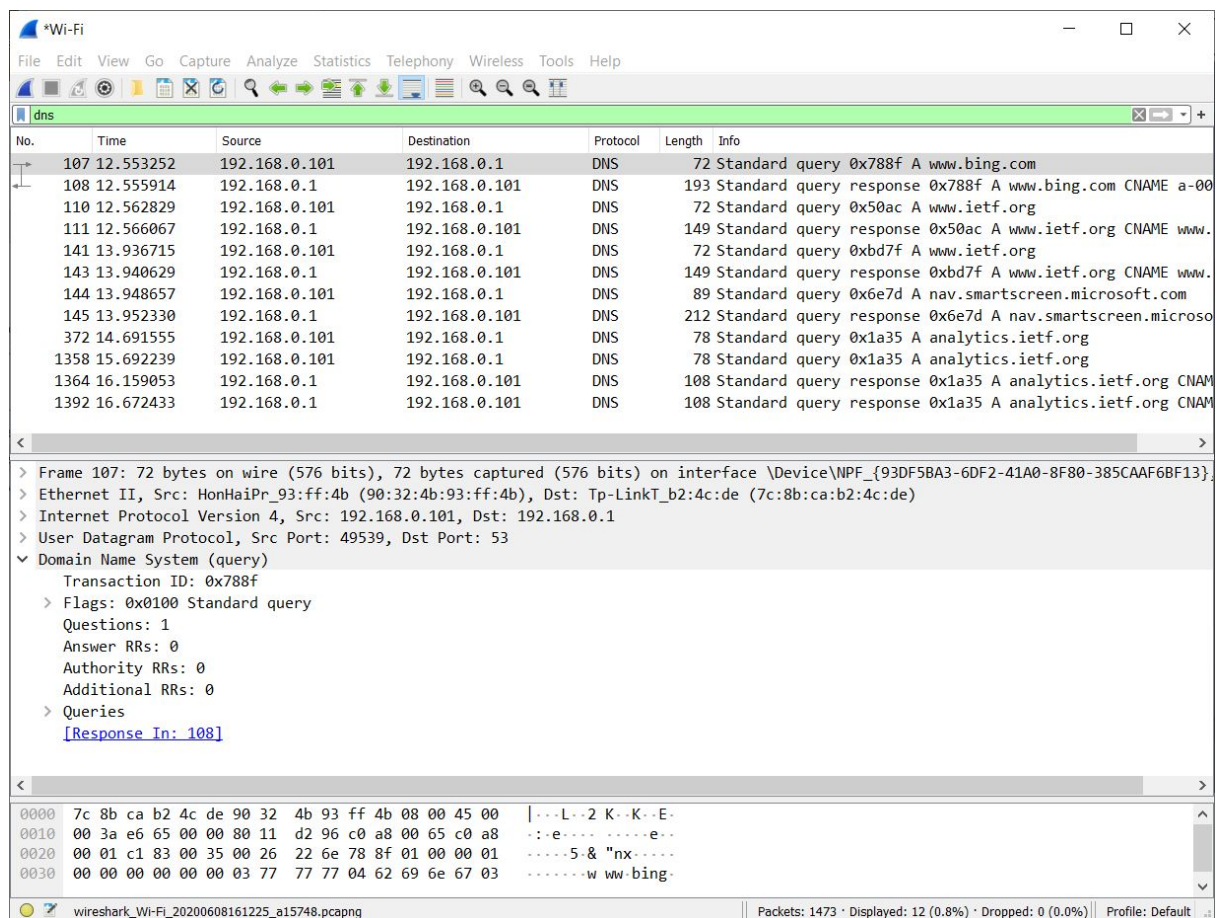 *Wi-Fi
File Edit View Go Capture Analyze Statistics Telephony Wireless Tools Help
dns
No. Time Source Destination Protocol Length Info
107 12.553252 192.168.0.101 192.168.0.1 DNS 72 Standard query 0x788f A www.bing.com
108 12.555914 192.168.0.1 192.168.0.101 DNS 193 Standard query response 0x788f A www.bing.com CNAME a-00
110 12.562829 192.168.0.101 192.168.0.1 DNS 72 Standard query 0x50ac A www.ietf.org
111 12.566067 192.168.0.1 192.168.0.101 DNS 149 Standard query response 0x50ac A www.ietf.org CNAME www.
141 13.936715 192.168.0.101 192.168.0.1 DNS 72 Standard query 0xbd7f A www.ietf.org
143 13.940629 192.168.0.1 192.168.0.101 DNS 149 Standard query response 0xbd7f A www.ietf.org CNAME www.
144 13.948657 192.168.0.101 192.168.0.1 DNS 89 Standard query 0x6e7d A nav.smartscreen.microsoft.com
145 13.952330 192.168.0.1 192.168.0.101 DNS 212 Standard query response 0x6e7d A nav.smartscreen.microso
372 14.691555 192.168.0.101 192.168.0.1 DNS 78 Standard query 0x1a35 A analytics.ietf.org
1358 15.692239 192.168.0.101 192.168.0.1 DNS 78 Standard query 0x1a35 A analytics.ietf.org
1364 16.159053 192.168.0.1 192.168.0.101 DNS 108 Standard query response 0x1a35 A analytics.ietf.org CNAM
1392 16.672433 192.168.0.1 192.168.0.101 DNS 108 Standard query response 0x1a35 A analytics.ietf.org CNAM
Frame 107: 72 bytes on wire (576 bits), 72 bytes captured (576 bits) on interface \Device\NPF_{93DF5BA3-6DF2-41A0-8F80-385CAAF6BF13},
Ethernet II, Src: HonHaiPr_93:ff:4b (90:32:4b:93:ff:4b), Dst: Tp-LinkT_b2:4c:de (7c:8b:ca:b2:4c:de)
Internet Protocol Version 4, Src: 192.168.0.101, Dst: 192.168.0.1
User Datagram Protocol, Src Port: 49539, Dst Port: 53
Domain Name System (query)
Transaction ID: 0x788f
Flags: 0x0100 Standard query
Questions: 1
Answer RRs: 0
Authority RRs: 0
Additional RRs: 0
Queries
[Response In: 108]
0000 7c 8b ca b2 4c de 90 32 4b 93 ff 4b 08 00 45 00 |···L··2 K··K··E·
0010 00 3a e6 65 00 00 80 11 d2 96 c0 a8 00 65 c0 a8 ·:·e···· ·····e··
0020 00 01 c1 83 00 35 00 26 22 6e 78 8f 01 00 00 01 ·····5·& "nx·····
0030 00 00 00 00 00 00 03 77 77 77 04 62 69 6e 67 03 ·······w ww·bing·
wireshark_Wi-Fi_20200608161225_a15748.pcapng Packets: 1473 · Displayed: 12 (0.8%) · Dropped: 0 (0.0%) Profile: Default